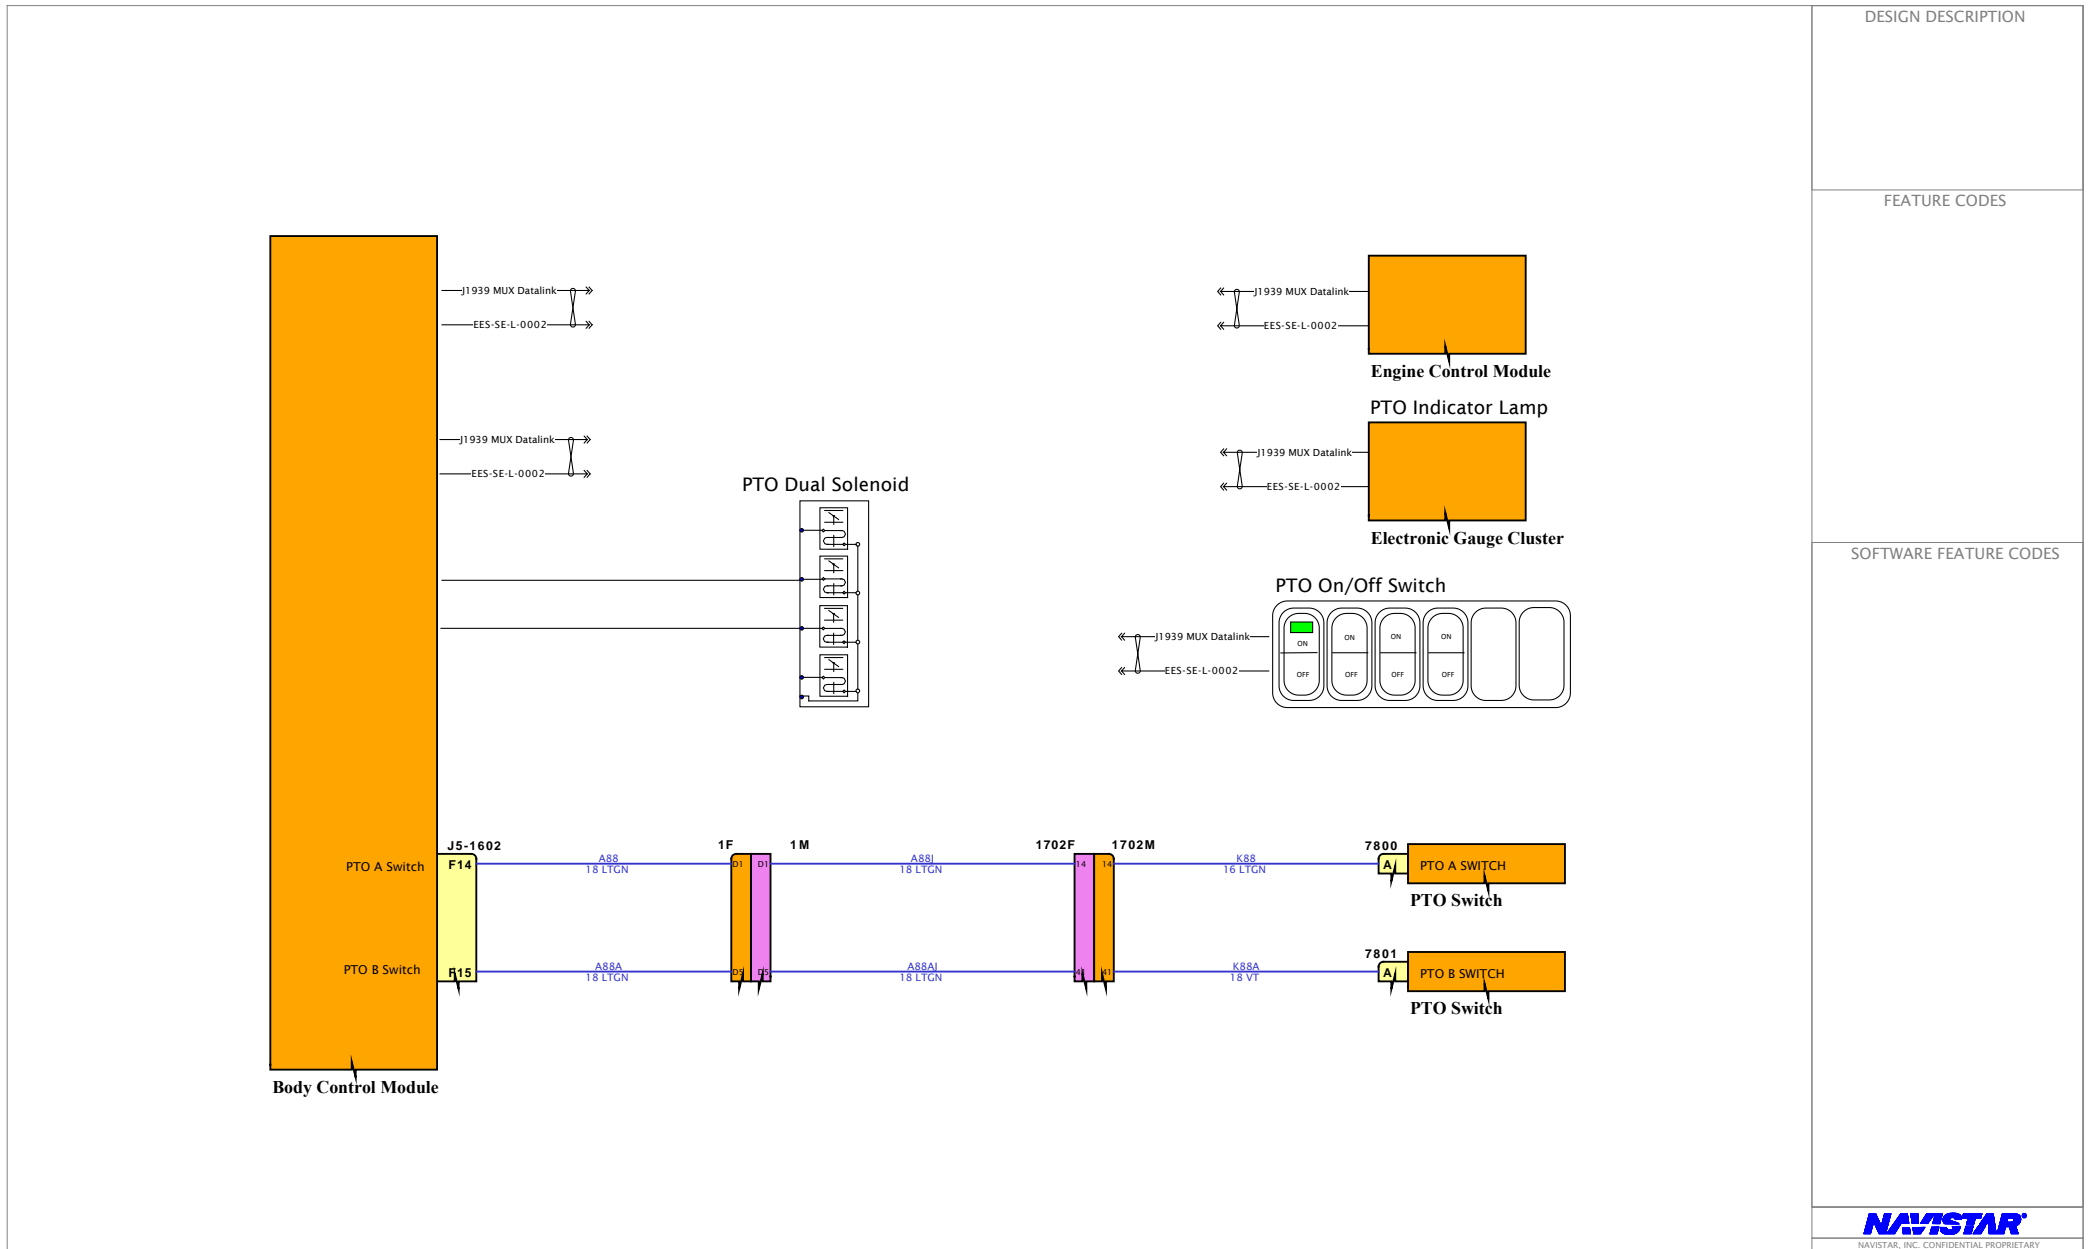 DESIGN DESCRIPTION
FEATURE CODES
SOFTWARE FEATURE CODES
J1939 MUX Datalink
EES-SE-L-0002
J1939 MUX Datalink
EES-SE-L-0002
Engine Control Module
PTO Indicator Lamp
J1939 MUX Datalink
EES-SE-L-0002
J1939 MUX Datalink
EES-SE-L-0002
Electronic Gauge Cluster
PTO Dual Solenoid
PTO On/Off Switch
J1939 MUX Datalink
EES-SE-L-0002
ON ON ON ON
OFF OFF OFF OFF
J5-1602 1F 1M 1702F 1702M 7800
PTO A Switch F14 A88 D1 D1 A88J 14 14 K88 A PTO A SWITCH
18 LTGN 18 LTGN 16 LTGN
PTO Switch
7801
PTO B Switch F15 A88A D5 D5 A88AJ 41 41 K88A A PTO B SWITCH
18 LTGN 18 LTGN 18 VT
PTO Switch
Body Control Module
NAVISTAR®
NAVISTAR, INC. CONFIDENTIAL PROPRIETARY